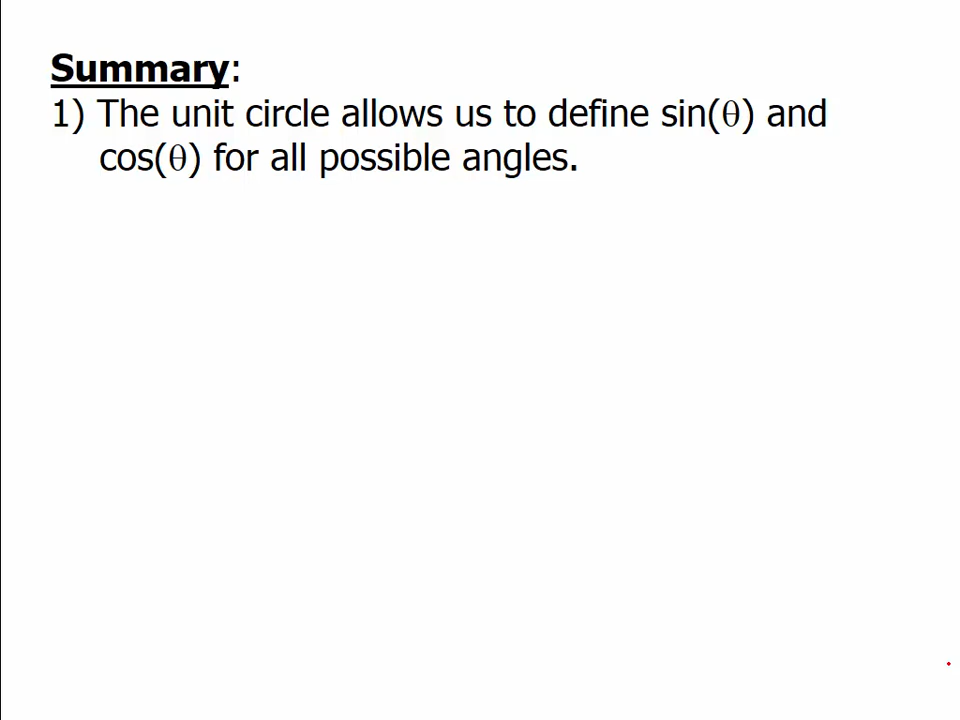 Summary:
1) The unit circle allows us to define sin(θ) and
cos(θ) for all possible angles.